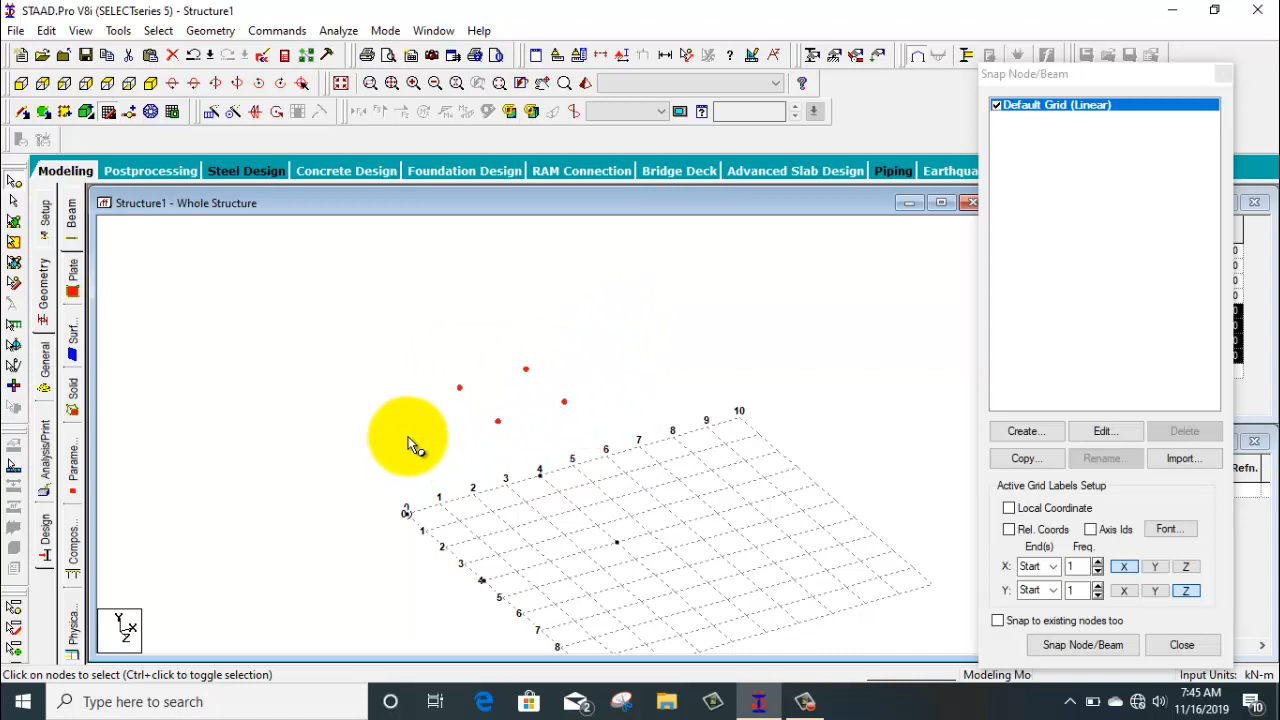 STAAD.Pro V8i (SELECTseries 5) - Structure1
File Edit View Tools Select Geometry Commands Analyze Mode Window Help
Snap Node/Beam
Default Grid (Linear)
Modeling Postprocessing Steel Design Concrete Design Foundation Design RAM Connection Bridge Deck Advanced Slab Design Piping Earthqua
Structure1 - Whole Structure
Setup
Geometry
General
Analysis/Print
Design
Beam
Plate
Surf...
Solid
Parame...
Compos...
Physica...
0 1 2 3 4 5 6 7 8 9 10
0 1 2 3 4 5 6 7 8
Y X Z
Create... Edit... Delete
Copy... Rename... Import...
Active Grid Labels Setup
Local Coordinate
Rel. Coords Axis Ids Font...
End(s) Freq.
X: Start 1 X Y Z
Y: Start 1 X Y Z
Snap to existing nodes too
Snap Node/Beam Close
Refn.
Click on nodes to select (Ctrl+click to toggle selection)
Modeling Mo
Input Units: kN-m
Type here to search
2
7:45 AM
11/16/2019
10